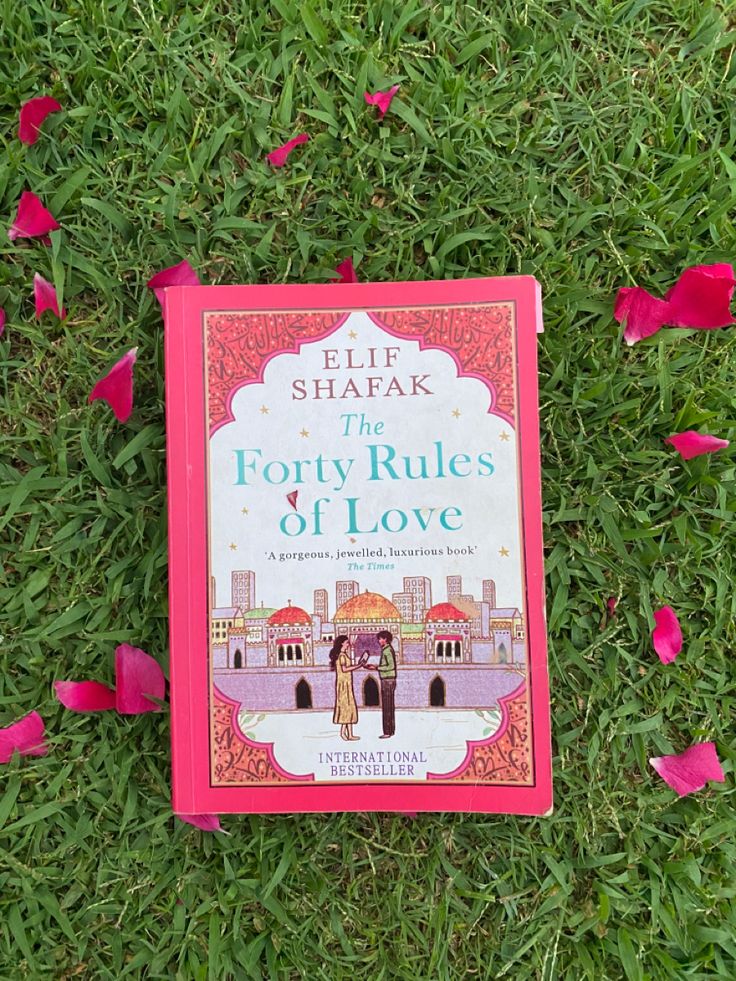 ELIF
SHAFAK
The
Forty Rules
of Love
'A gorgeous, jewelled, luxurious book'
The Times
INTERNATIONAL
BESTSELLER